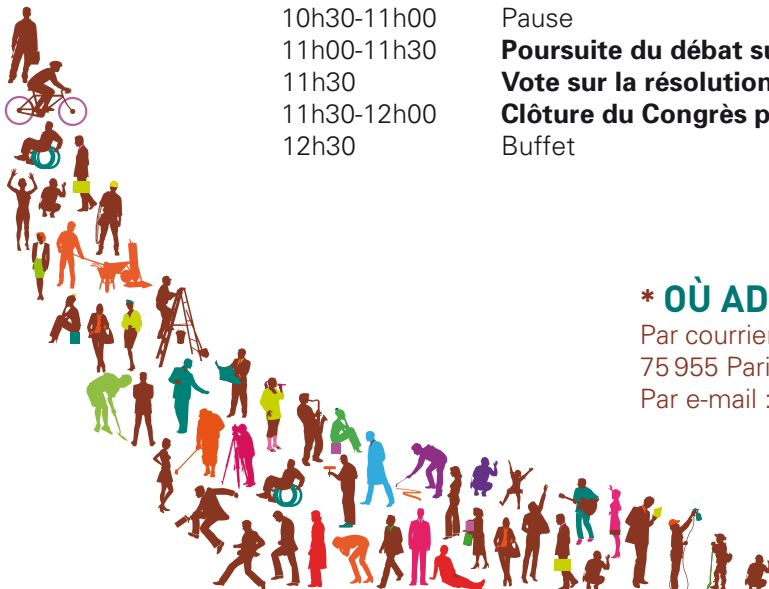 10h30-11h00 Pause
11h00-11h30 Poursuite du débat su
11h30 Vote sur la résolution
11h30-12h00 Clôture du Congrès p
12h30 Buffet
* OÙ AD
Par courrier
75 955 Pari
Par e-mail :